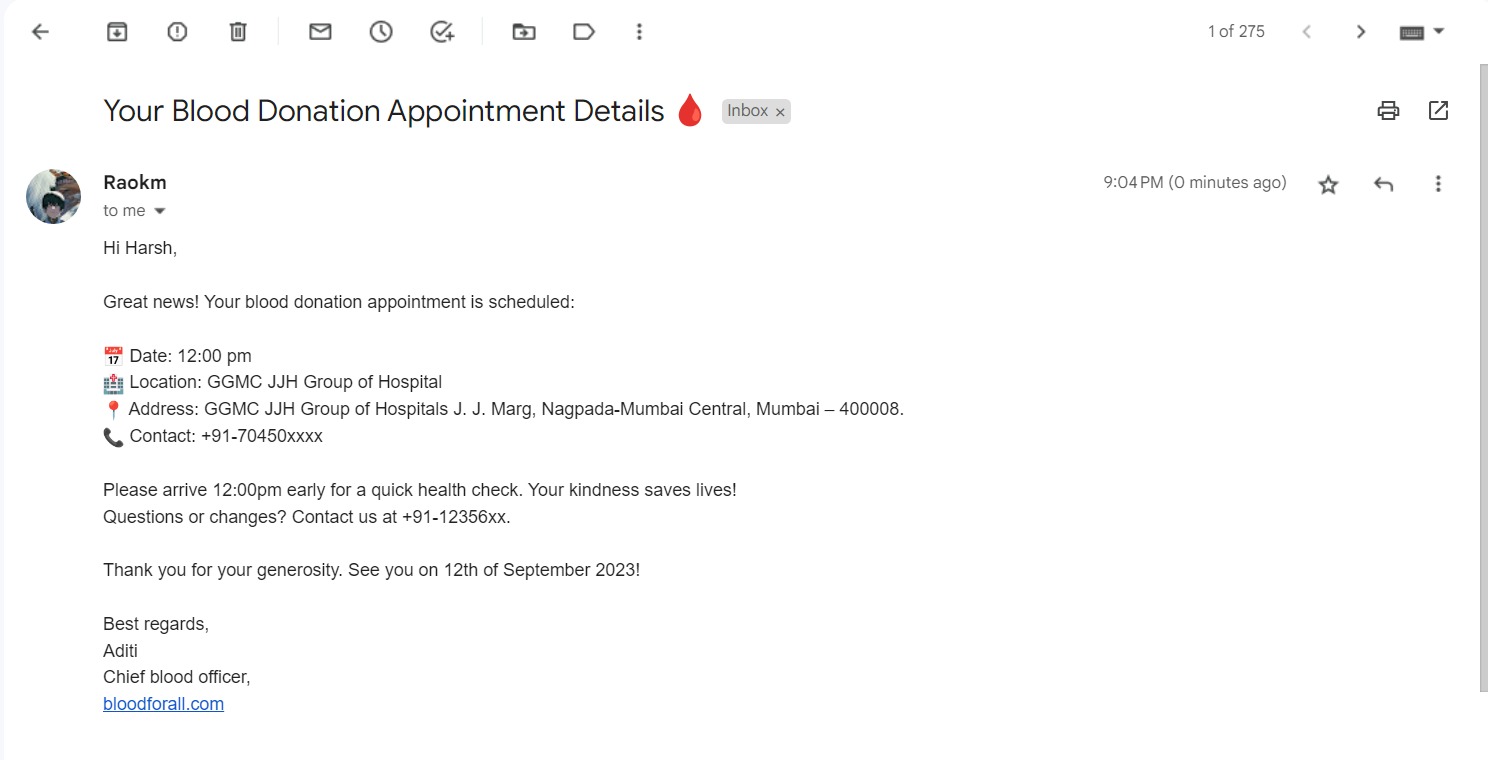 1 of 275
Your Blood Donation Appointment Details 🩸 Inbox ×
Raokm
9:04 PM (0 minutes ago)
to me
Hi Harsh,
Great news! Your blood donation appointment is scheduled:
📅 Date: 12:00 pm
🏥 Location: GGMC JJH Group of Hospital
📍 Address: GGMC JJH Group of Hospitals J. J. Marg, Nagpada-Mumbai Central, Mumbai – 400008.
📞 Contact: +91-70450xxxx
Please arrive 12:00pm early for a quick health check. Your kindness saves lives!
Questions or changes? Contact us at +91-12356xx.
Thank you for your generosity. See you on 12th of September 2023!
Best regards,
Aditi
Chief blood officer,
bloodforall.com